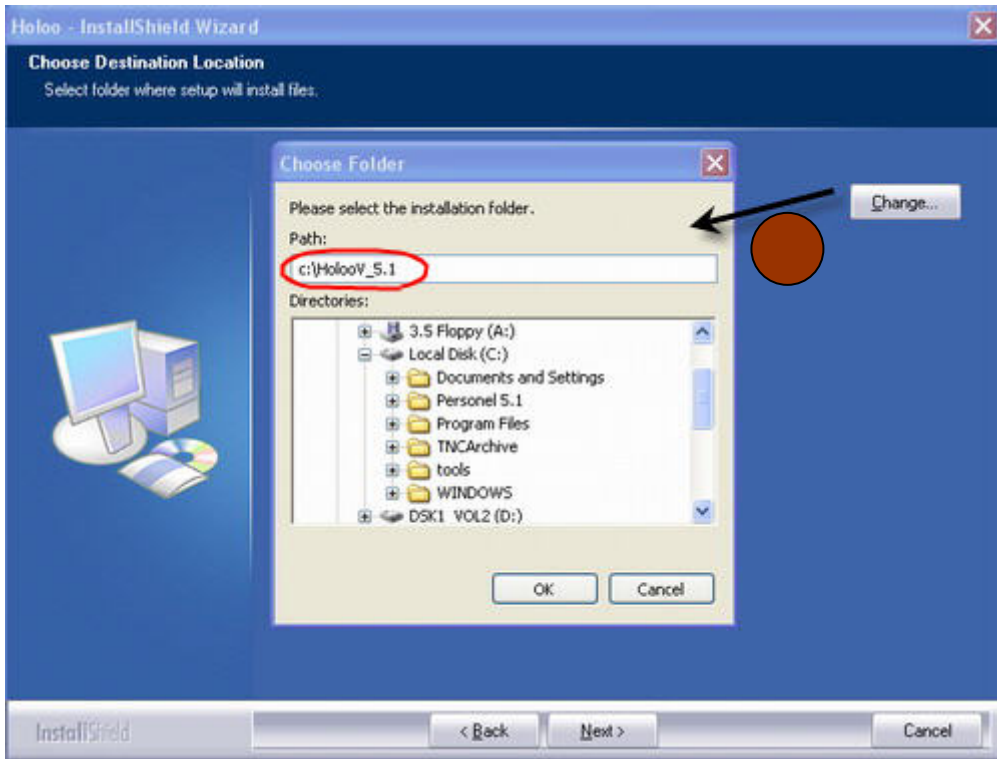 Holoo - InstallShield Wizard
Choose Destination Location
Select folder where setup will install files.
Choose Folder
Please select the installation folder.
Change...
Path:
c:\HolooV_5.1
Directories:
3.5 Floppy (A:)
Local Disk (C:)
Documents and Settings
Personel 5.1
Program Files
TNCArchive
tools
WINDOWS
DSK1_VOL2 (D:)
OK Cancel
InstallShield
< Back Next > Cancel